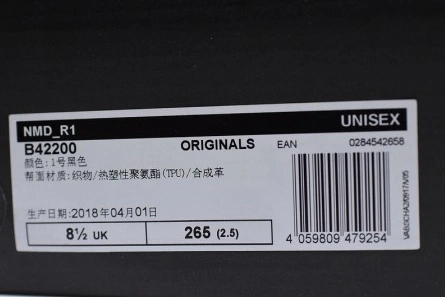 NMD_R1 UNISEX
B42200 ORIGINALS EAN 0284542658
颜色:1号黑色
帮面材质:织物/热塑性聚氨酯(TPU)/合成革
生产日期:2018年04月01日
8½ UK 265 (2.5)
4 059809 479254